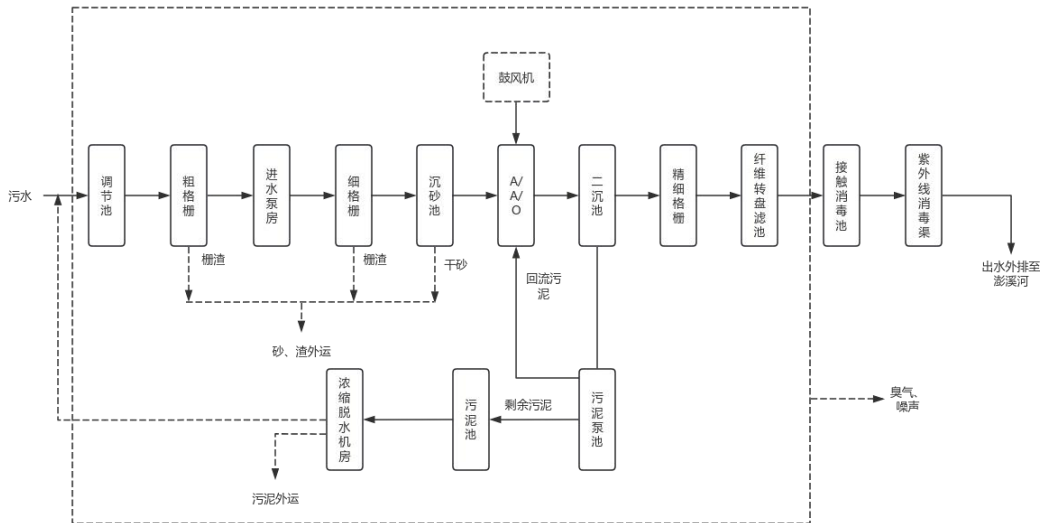 鼓风机
污水
调节池
粗格栅
进水泵房
细格栅
沉砂池
A/A/O
二沉池
精细格栅
纤维转盘滤池
接触消毒池
紫外线消毒渠
栅渣
栅渣
干砂
回流污
泥
出水外排至
澎溪河
砂、渣外运
浓缩脱水机房
污泥池
剩余污泥
污泥泵池
臭气、
噪声
污泥外运